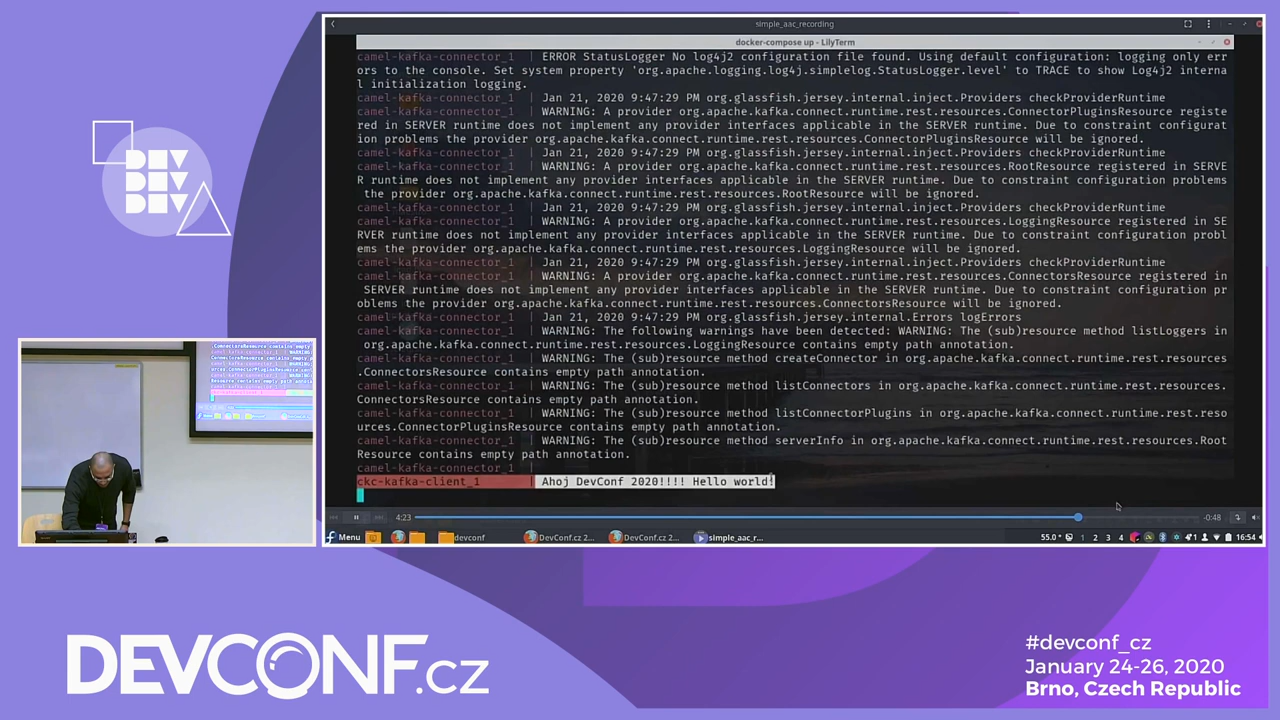 simple_aac_recording
docker-compose up - LilyTerm
camel-kafka-connector_1 | ERROR StatusLogger No log4j2 configuration file found. Using default configuration: logging only err
ors to the console. Set system property 'org.apache.logging.log4j.simplelog.StatusLogger.level' to TRACE to show Log4j2 interna
l initialization logging.
camel-kafka-connector_1 | Jan 21, 2020 9:47:29 PM org.glassfish.jersey.internal.inject.Providers checkProviderRuntime
camel-kafka-connector_1 | WARNING: A provider org.apache.kafka.connect.runtime.rest.resources.ConnectorPluginsResource registe
red in SERVER runtime does not implement any provider interfaces applicable in the SERVER runtime. Due to constraint configurat
ion problems the provider org.apache.kafka.connect.runtime.rest.resources.ConnectorPluginsResource will be ignored.
camel-kafka-connector_1 | Jan 21, 2020 9:47:29 PM org.glassfish.jersey.internal.inject.Providers checkProviderRuntime
camel-kafka-connector_1 | WARNING: A provider org.apache.kafka.connect.runtime.rest.resources.RootResource registered in SERVE
R runtime does not implement any provider interfaces applicable in the SERVER runtime. Due to constraint configuration problems
the provider org.apache.kafka.connect.runtime.rest.resources.RootResource will be ignored.
camel-kafka-connector_1 | Jan 21, 2020 9:47:29 PM org.glassfish.jersey.internal.inject.Providers checkProviderRuntime
camel-kafka-connector_1 | WARNING: A provider org.apache.kafka.connect.runtime.rest.resources.LoggingResource registered in SE
RVER runtime does not implement any provider interfaces applicable in the SERVER runtime. Due to constraint configuration probl
ems the provider org.apache.kafka.connect.runtime.rest.resources.LoggingResource will be ignored.
camel-kafka-connector_1 | Jan 21, 2020 9:47:29 PM org.glassfish.jersey.internal.inject.Providers checkProviderRuntime
camel-kafka-connector_1 | WARNING: A provider org.apache.kafka.connect.runtime.rest.resources.ConnectorsResource registered in
SERVER runtime does not implement any provider interfaces applicable in the SERVER runtime. Due to constraint configuration pr
oblems the provider org.apache.kafka.connect.runtime.rest.resources.ConnectorsResource will be ignored.
camel-kafka-connector_1 | Jan 21, 2020 9:47:29 PM org.glassfish.jersey.internal.Errors logErrors
camel-kafka-connector_1 | WARNING: The following warnings have been detected: WARNING: The (sub)resource method listLoggers in
org.apache.kafka.connect.runtime.rest.resources.LoggingResource contains empty path annotation.
camel-kafka-connector_1 | WARNING: The (sub)resource method createConnector in org.apache.kafka.connect.runtime.rest.resources
.ConnectorsResource contains empty path annotation.
camel-kafka-connector_1 | WARNING: The (sub)resource method listConnectors in org.apache.kafka.connect.runtime.rest.resources.
ConnectorsResource contains empty path annotation.
camel-kafka-connector_1 | WARNING: The (sub)resource method listConnectorPlugins in org.apache.kafka.connect.runtime.rest.reso
urces.ConnectorPluginsResource contains empty path annotation.
camel-kafka-connector_1 | WARNING: The (sub)resource method serverInfo in org.apache.kafka.connect.runtime.rest.resources.Root
Resource contains empty path annotation.
camel-kafka-connector_1 |
ckc-kafka-client_1 | Ahoj DevConf 2020!!!! Hello world!
4:23
-0:48
Menu devconf DevConf.cz 2... DevConf.cz 2... simple_aac_r... 55.0° 1 2 3 4 1 16:54
DEV
DEV
DEV
DEVCONF.cz
#devconf_cz
January 24-26, 2020
Brno, Czech Republic